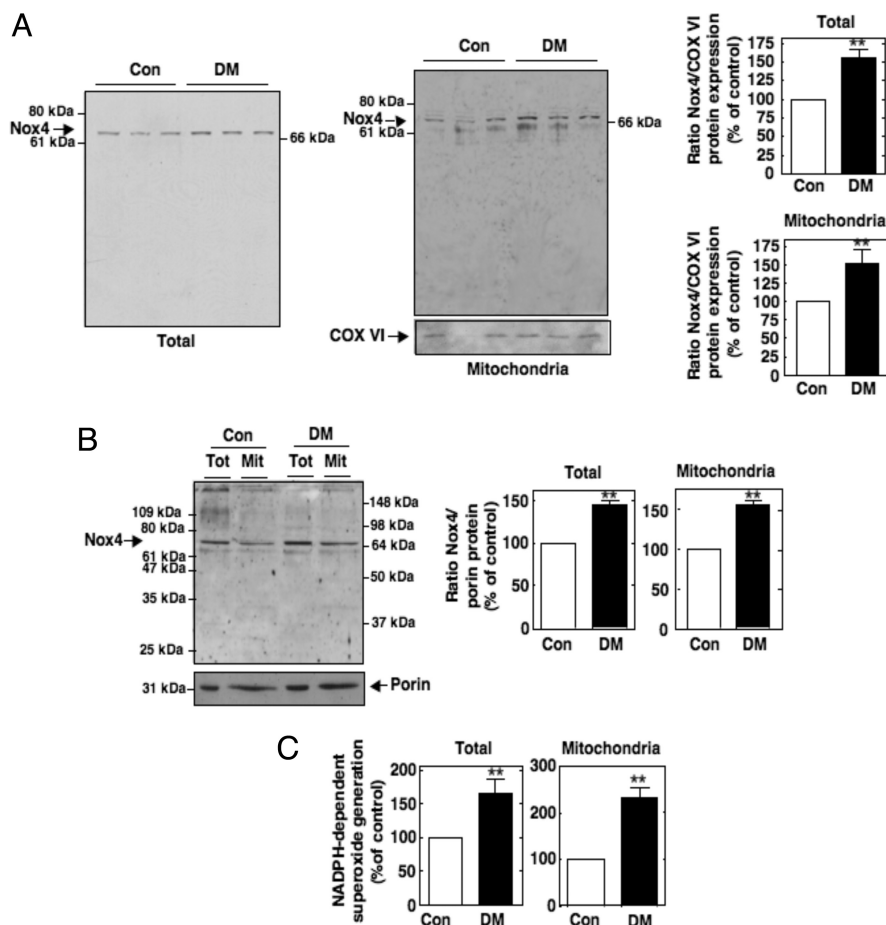 A
Con DM
80 kDa
Nox4
61 kDa
66 kDa
Total
Con DM
80 kDa
Nox4
61 kDa
66 kDa
COX VI
Mitochondria
Total
Ratio Nox4/COX VI
protein expression
(% of control)
175
150
125
100
75
50
25
0
**
Con DM
Mitochondria
Ratio Nox4/COX VI
protein expression
(% of control)
175
150
100
75
50
25
0
**
Con DM
B
Con DM
Tot Mit Tot Mit
109 kDa
80 kDa
Nox4
61 kDa
47 kDa
35 kDa
25 kDa
31 kDa
148 kDa
98 kDa
64 kDa
50 kDa
37 kDa
Porin
Total
Ratio Nox4/
porin protein
(% of control)
150
100
50
0
**
Con DM
Mitochondria
150
100
50
0
**
Con DM
C
Total
NADPH-dependent
superoxide generation
(%of control)
200
150
100
50
0
**
Con DM
Mitochondria
300
200
100
0
**
Con DM